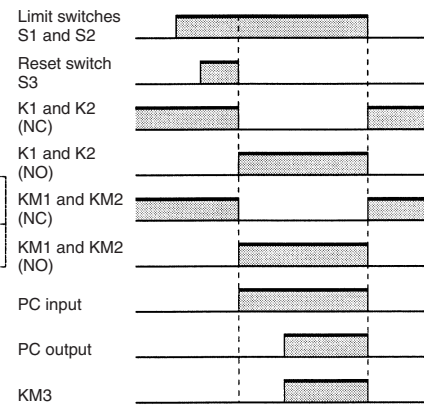 Limit switches
S1 and S2
Reset switch
S3
K1 and K2
(NC)
K1 and K2
(NO)
KM1 and KM2
(NC)
KM1 and KM2
(NO)
PC input
PC output
KM3